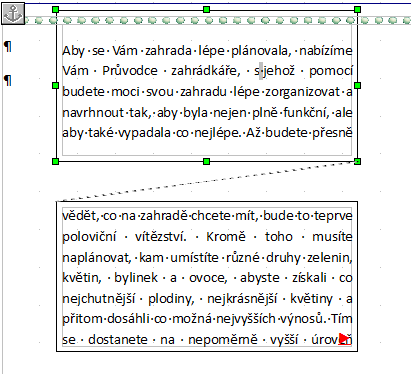 Aby se Vám zahrada lépe plánovala, nabízíme
Vám Průvodce zahrádkáře, s jehož pomocí
budete moci svou zahradu lépe zorganizovat a
navrhnout tak, aby byla nejen plně funkční, ale
aby také vypadala co nejlépe. Až budete přesně
vědět, co na zahradě chcete mít, bude to teprve
poloviční vítězství. Kromě toho musíte
naplánovat, kam umístíte různé druhy zelenin,
květin, bylinek a ovoce, abyste získali co
nejchutnější plodiny, nejkrásnější květiny a
přitom dosáhli co možná nejvyšších výnosů. Tím
se dostanete na nepoměmě vyšší úroveň